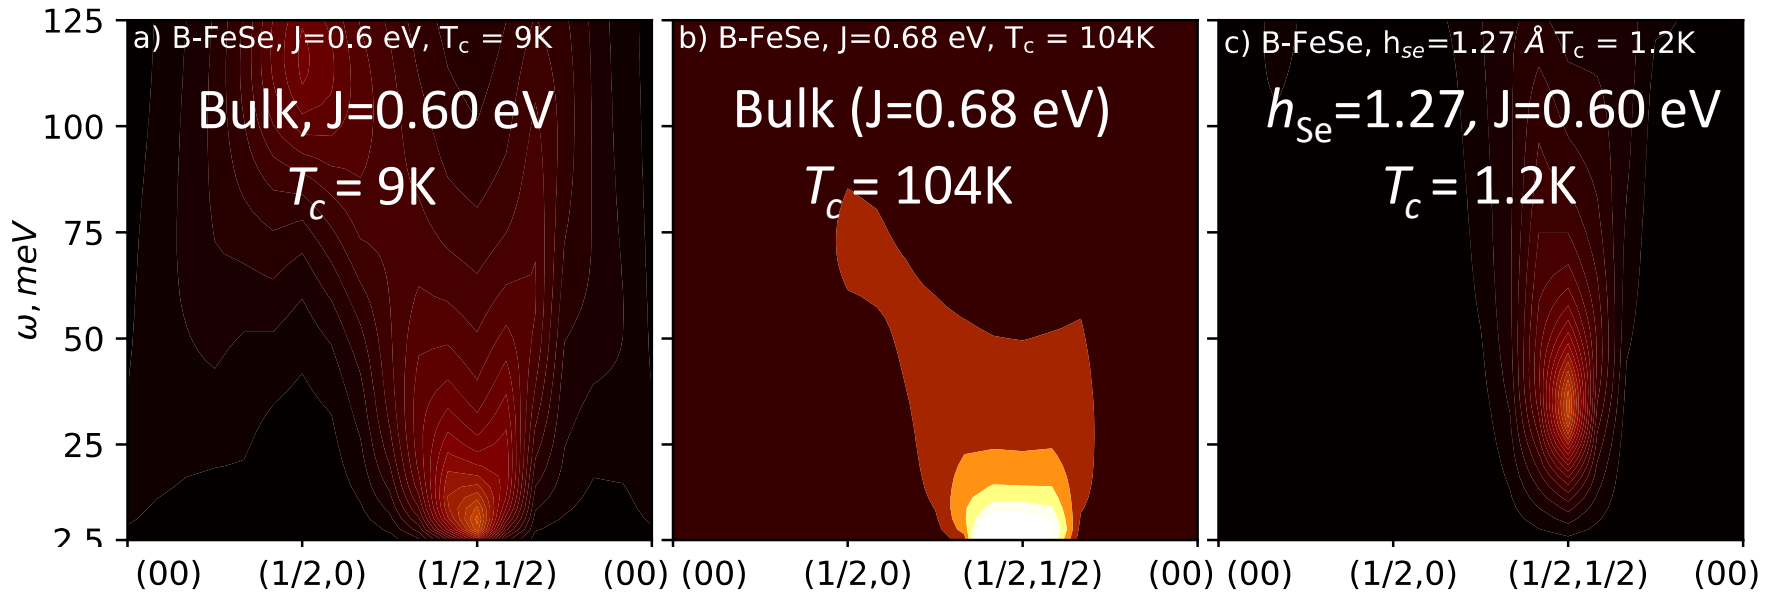 a) B-FeSe, J=0.6 eV, Tc = 9K
Bulk, J=0.60 eV
Tc = 9K
b) B-FeSe, J=0.68 eV, Tc = 104K
Bulk (J=0.68 eV)
Tc = 104K
c) B-FeSe, hse=1.27 Å Tc = 1.2K
hSe=1.27, J=0.60 eV
Tc = 1.2K
ω, meV
125
100
75
50
25
2.5
(00) (1/2,0) (1/2,1/2) (00)
(00) (1/2,0) (1/2,1/2) (00)
(00) (1/2,0) (1/2,1/2) (00)